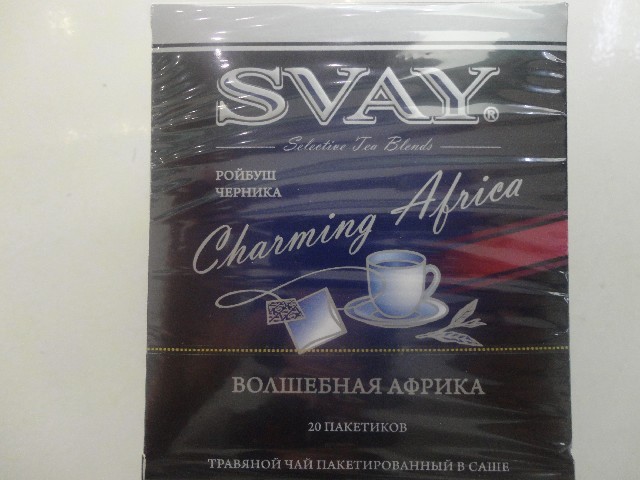 SVAY®
Selective Tea Blends
РОЙБУШ
ЧЕРНИКА
Charming Africa
ВОЛШЕБНАЯ АФРИКА
20 ПАКЕТИКОВ
ТРАВЯНОЙ ЧАЙ ПАКЕТИРОВАННЫЙ В САШЕ